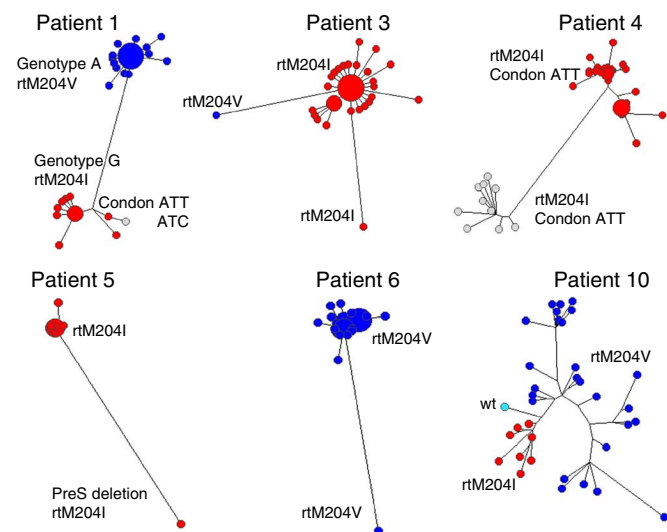 Patient 1
Genotype A
rtM204V
Genotype G
rtM204I
Condon ATT
ATC
Patient 3
rtM204I
rtM204V
rtM204I
Patient 4
rtM204I
Condon ATT
rtM204I
Condon ATT
Patient 5
rtM204I
PreS deletion
rtM204I
Patient 6
rtM204V
rtM204V
Patient 10
rtM204V
wt
rtM204I